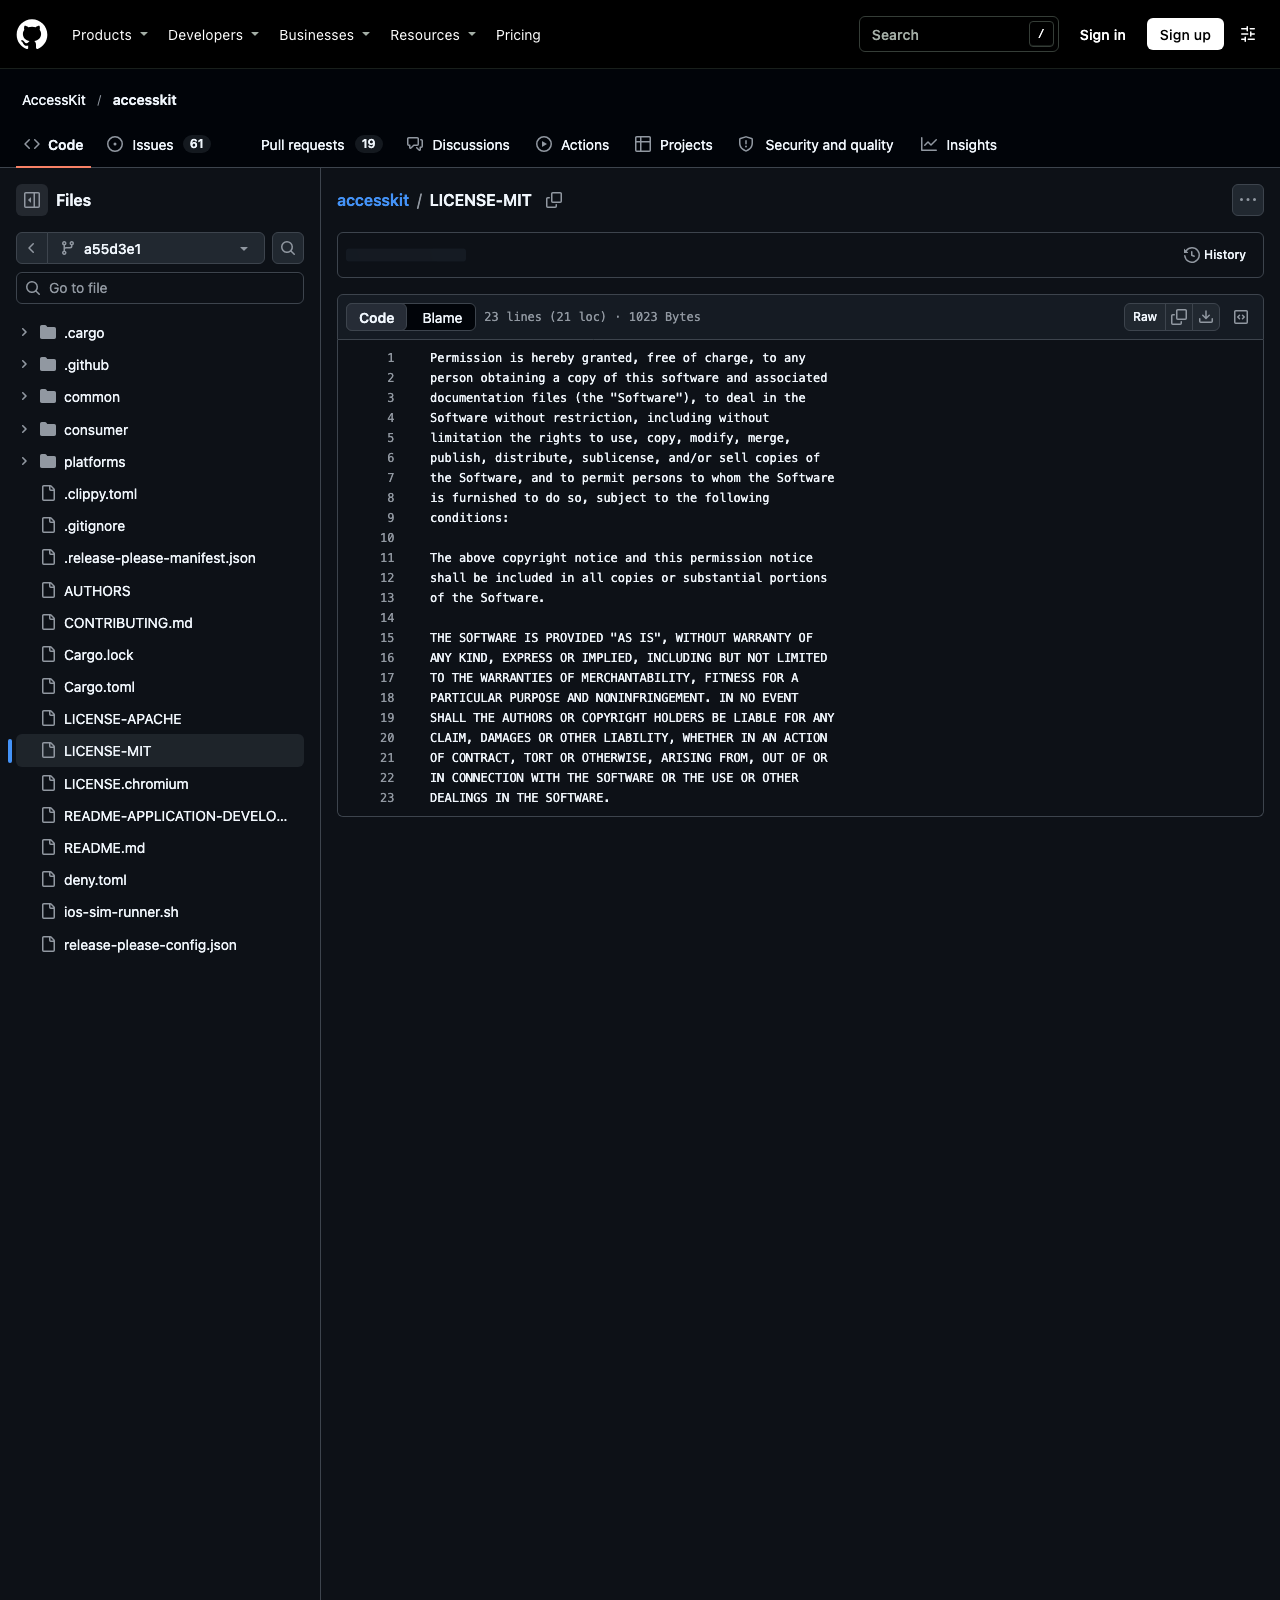 Products Developers Businesses Resources Pricing Search / Sign in Sign up
AccessKit / accesskit
Code Issues 61 Pull requests 19 Discussions Actions Projects Security and quality Insights
Files
a55d3e1
Go to file
.cargo
.github
common
consumer
platforms
.clippy.toml
.gitignore
.release-please-manifest.json
AUTHORS
CONTRIBUTING.md
Cargo.lock
Cargo.toml
LICENSE-APACHE
LICENSE-MIT
LICENSE.chromium
README-APPLICATION-DEVELO...
README.md
deny.toml
ios-sim-runner.sh
release-please-config.json
accesskit / LICENSE-MIT
History
Code Blame 23 lines (21 loc) · 1023 Bytes Raw
1 Permission is hereby granted, free of charge, to any
2 person obtaining a copy of this software and associated
3 documentation files (the "Software"), to deal in the
4 Software without restriction, including without
5 limitation the rights to use, copy, modify, merge,
6 publish, distribute, sublicense, and/or sell copies of
7 the Software, and to permit persons to whom the Software
8 is furnished to do so, subject to the following
9 conditions:
10
11 The above copyright notice and this permission notice
12 shall be included in all copies or substantial portions
13 of the Software.
14
15 THE SOFTWARE IS PROVIDED "AS IS", WITHOUT WARRANTY OF
16 ANY KIND, EXPRESS OR IMPLIED, INCLUDING BUT NOT LIMITED
17 TO THE WARRANTIES OF MERCHANTABILITY, FITNESS FOR A
18 PARTICULAR PURPOSE AND NONINFRINGEMENT. IN NO EVENT
19 SHALL THE AUTHORS OR COPYRIGHT HOLDERS BE LIABLE FOR ANY
20 CLAIM, DAMAGES OR OTHER LIABILITY, WHETHER IN AN ACTION
21 OF CONTRACT, TORT OR OTHERWISE, ARISING FROM, OUT OF OR
22 IN CONNECTION WITH THE SOFTWARE OR THE USE OR OTHER
23 DEALINGS IN THE SOFTWARE.